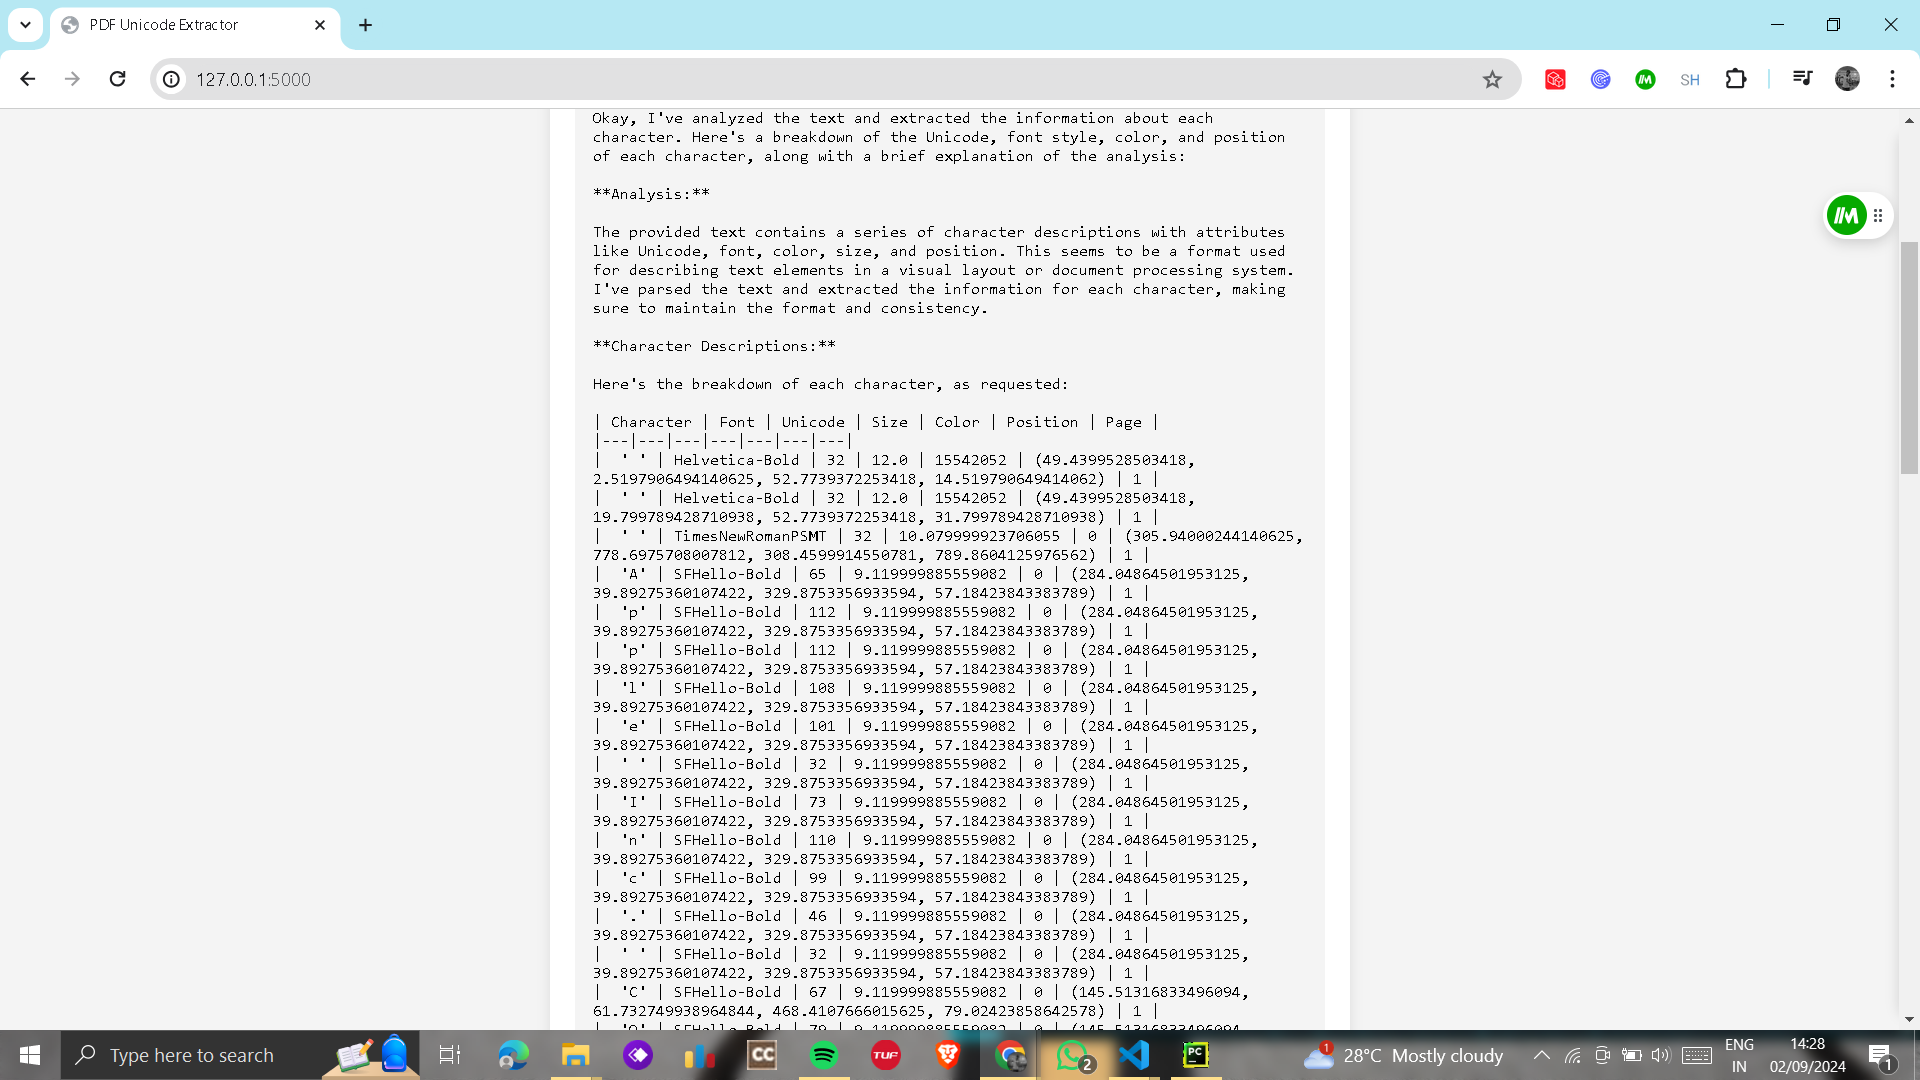 PDF Unicode Extractor
127.0.0.1:5000
SH
Okay, I've analyzed the text and extracted the information about each
character. Here's a breakdown of the Unicode, font style, color, and position
of each character, along with a brief explanation of the analysis:
**Analysis:**
The provided text contains a series of character descriptions with attributes
like Unicode, font, color, size, and position. This seems to be a format used
for describing text elements in a visual layout or document processing system.
I've parsed the text and extracted the information for each character, making
sure to maintain the format and consistency.
**Character Descriptions:**
Here's the breakdown of each character, as requested:
| Character | Font | Unicode | Size | Color | Position | Page |
|---|---|---|---|---|---|---|
|  ' ' | Helvetica-Bold | 32 | 12.0 | 15542052 | (49.4399528503418,
2.5197906494140625, 52.7739372253418, 14.519790649414062) | 1 |
|  ' ' | Helvetica-Bold | 32 | 12.0 | 15542052 | (49.4399528503418,
19.799789428710938, 52.7739372253418, 31.799789428710938) | 1 |
|  ' ' | TimesNewRomanPSMT | 32 | 10.079999923706055 | 0 | (305.94000244140625,
778.6975708007812, 308.4599914550781, 789.8604125976562) | 1 |
|  'A' | SFHello-Bold | 65 | 9.119999885559082 | 0 | (284.04864501953125,
39.89275360107422, 329.8753356933594, 57.18423843383789) | 1 |
|  'p' | SFHello-Bold | 112 | 9.119999885559082 | 0 | (284.04864501953125,
39.89275360107422, 329.8753356933594, 57.18423843383789) | 1 |
|  'p' | SFHello-Bold | 112 | 9.119999885559082 | 0 | (284.04864501953125,
39.89275360107422, 329.8753356933594, 57.18423843383789) | 1 |
|  'l' | SFHello-Bold | 108 | 9.119999885559082 | 0 | (284.04864501953125,
39.89275360107422, 329.8753356933594, 57.18423843383789) | 1 |
|  'e' | SFHello-Bold | 101 | 9.119999885559082 | 0 | (284.04864501953125,
39.89275360107422, 329.8753356933594, 57.18423843383789) | 1 |
|  ' ' | SFHello-Bold | 32 | 9.119999885559082 | 0 | (284.04864501953125,
39.89275360107422, 329.8753356933594, 57.18423843383789) | 1 |
|  'I' | SFHello-Bold | 73 | 9.119999885559082 | 0 | (284.04864501953125,
39.89275360107422, 329.8753356933594, 57.18423843383789) | 1 |
|  'n' | SFHello-Bold | 110 | 9.119999885559082 | 0 | (284.04864501953125,
39.89275360107422, 329.8753356933594, 57.18423843383789) | 1 |
|  'c' | SFHello-Bold | 99 | 9.119999885559082 | 0 | (284.04864501953125,
39.89275360107422, 329.8753356933594, 57.18423843383789) | 1 |
|  '.' | SFHello-Bold | 46 | 9.119999885559082 | 0 | (284.04864501953125,
39.89275360107422, 329.8753356933594, 57.18423843383789) | 1 |
|  ' ' | SFHello-Bold | 32 | 9.119999885559082 | 0 | (284.04864501953125,
39.89275360107422, 329.8753356933594, 57.18423843383789) | 1 |
|  'C' | SFHello-Bold | 67 | 9.119999885559082 | 0 | (145.51316833496094,
61.732749938964844, 468.4107666015625, 79.02423858642578) | 1 |
Type here to search
CC
TUF
2
PC
1
28°C Mostly cloudy
ENG
IN
14:28
02/09/2024
1